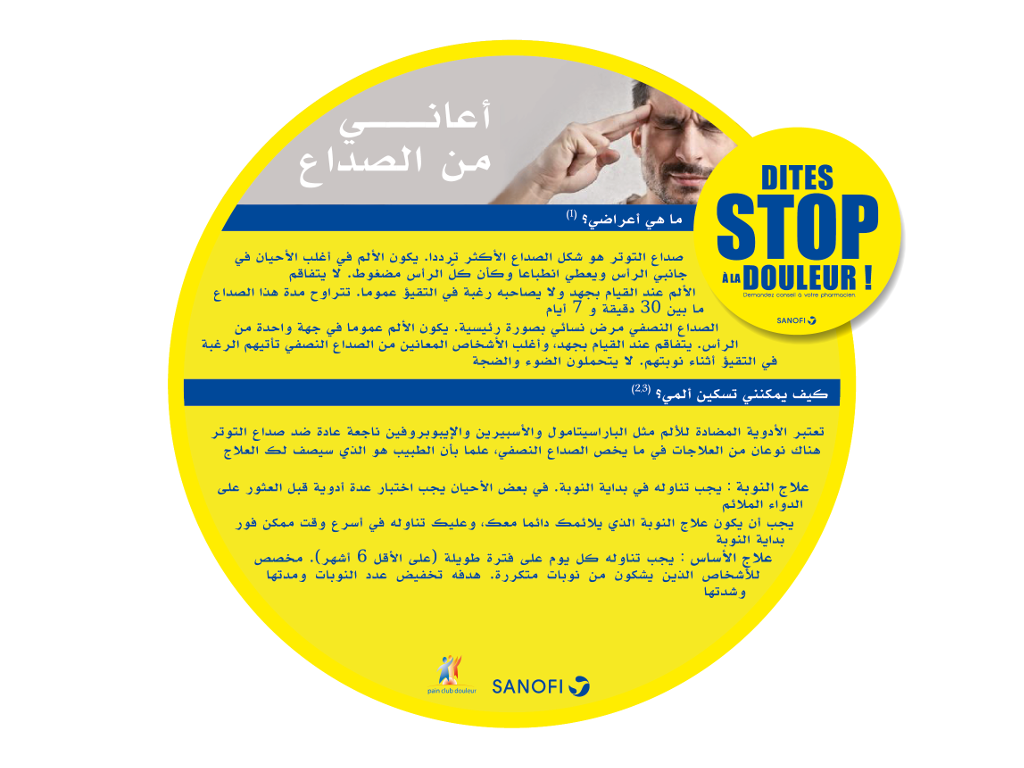 أعاني
من الصداع
DITES
STOP
À LA DOULEUR !
Demandez conseil à votre pharmacien.
SANOFI
ما هي أعراضي؟ (1)
صداع التوتر هو شكل الصداع الأكثر تردّدا. يكون الألم في أغلب الأحيان في
جانبي الرأس ويعطي انطباعا وكأن كلّ الرأس مضغوط. لا يتفاقم
الألم عند القيام بجهد ولا يصاحبه رغبة في التقيؤ عموما. تتراوح مدة هذا الصداع
ما بين 30 دقيقة و 7 أيام
الصداع النصفي مرض نسائي بصورة رئيسية. يكون الألم عموما في جهة واحدة من
الرأس. يتفاقم عند القيام بجهد، وأغلب الأشخاص المعانين من الصداع النصفي تأتيهم الرغبة
في التقيؤ أثناء نوبتهم. لا يتحملون الضوء والضجة
كيف يمكنني تسكين ألمي؟ (2,3)
تعتبر الأدوية المضادة للألم مثل الباراسيتامول والأسبيرين والإيبوبروفين ناجعة عادة ضد صداع التوتر
هناك نوعان من العلاجات في ما يخص الصداع النصفي، علما بأن الطبيب هو الذي سيصف لك العلاج
علاج النوبة : يجب تناوله في بداية النوبة. في بعض الأحيان يجب اختبار عدة أدوية قبل العثور على
الدواء الملائم
يجب أن يكون علاج النوبة الذي يلائمك دائما معك، وعليك تناوله في أسرع وقت ممكن فور
بداية النوبة
علاج الأساس : يجب تناوله كل يوم على فترة طويلة (على الأقل 6 أشهر). مخصص
للأشخاص الذين يشكون من نوبات متكررة. هدفه تخفيض عدد النوبات ومدتها
وشدتها
pain club douleur
SANOFI